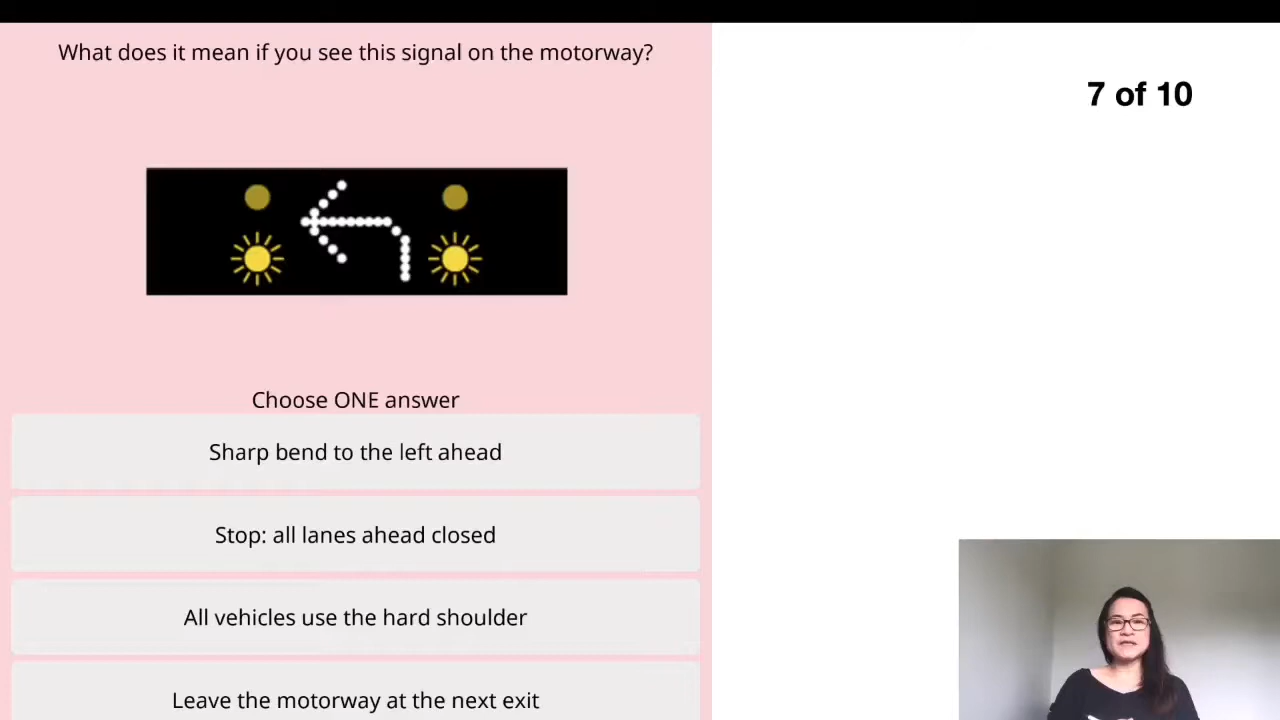 What does it mean if you see this signal on the motorway?
7 of 10
Choose ONE answer
Sharp bend to the left ahead
Stop: all lanes ahead closed
All vehicles use the hard shoulder
Leave the motorway at the next exit